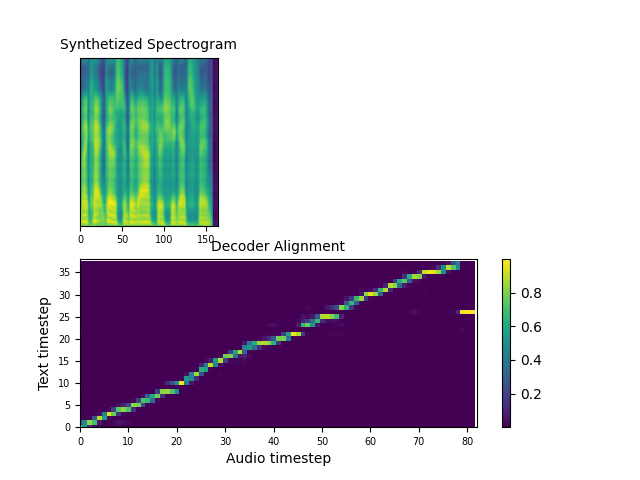 Synthetized Spectrogram
0 50 100 150
Decoder Alignment
Text timestep
35
30
25
20
15
10
5
0
0 10 20 30 40 50 60 70 80
Audio timestep
0.8
0.6
0.4
0.2